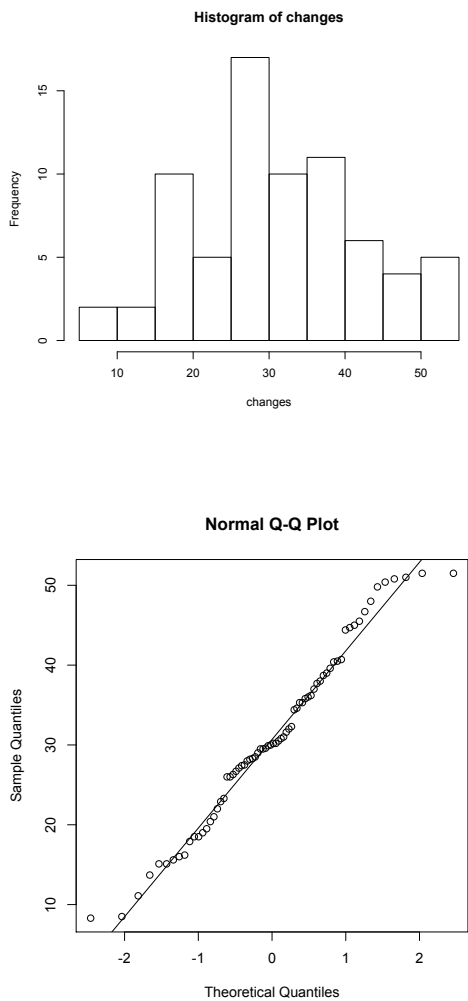 Histogram of changes
Frequency
15
10
5
0
10 20 30 40 50
changes
Normal Q-Q Plot
Sample Quantiles
50
40
30
20
10
-2 -1 0 1 2
Theoretical Quantiles